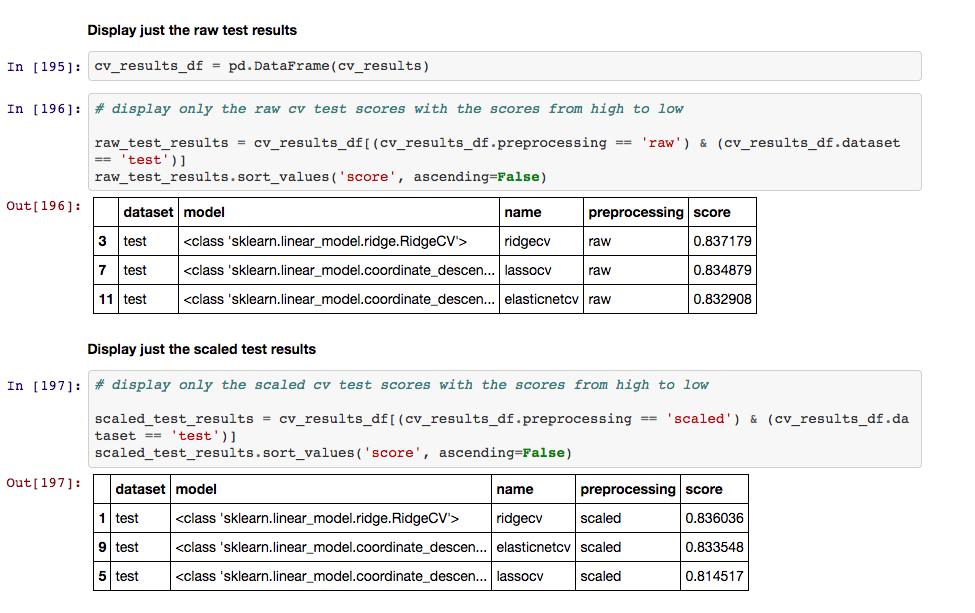 Display just the raw test results
In [195]: cv_results_df = pd.DataFrame(cv_results)
In [196]: # display only the raw cv test scores with the scores from high to low
raw_test_results = cv_results_df[(cv_results_df.preprocessing == 'raw') & (cv_results_df.dataset
== 'test')]
raw_test_results.sort_values('score', ascending=False)
Out[196]:
dataset model name preprocessing score
3 test <class 'sklearn.linear_model.ridge.RidgeCV'> ridgecv raw 0.837179
7 test <class 'sklearn.linear_model.coordinate_descen... lassocv raw 0.834879
11 test <class 'sklearn.linear_model.coordinate_descen... elasticnetcv raw 0.832908
Display just the scaled test results
In [197]: # display only the scaled cv test scores with the scores from high to low
scaled_test_results = cv_results_df[(cv_results_df.preprocessing == 'scaled') & (cv_results_df.da
taset == 'test')]
scaled_test_results.sort_values('score', ascending=False)
Out[197]:
dataset model name preprocessing score
1 test <class 'sklearn.linear_model.ridge.RidgeCV'> ridgecv scaled 0.836036
9 test <class 'sklearn.linear_model.coordinate_descen... elasticnetcv scaled 0.833548
5 test <class 'sklearn.linear_model.coordinate_descen... lassocv scaled 0.814517